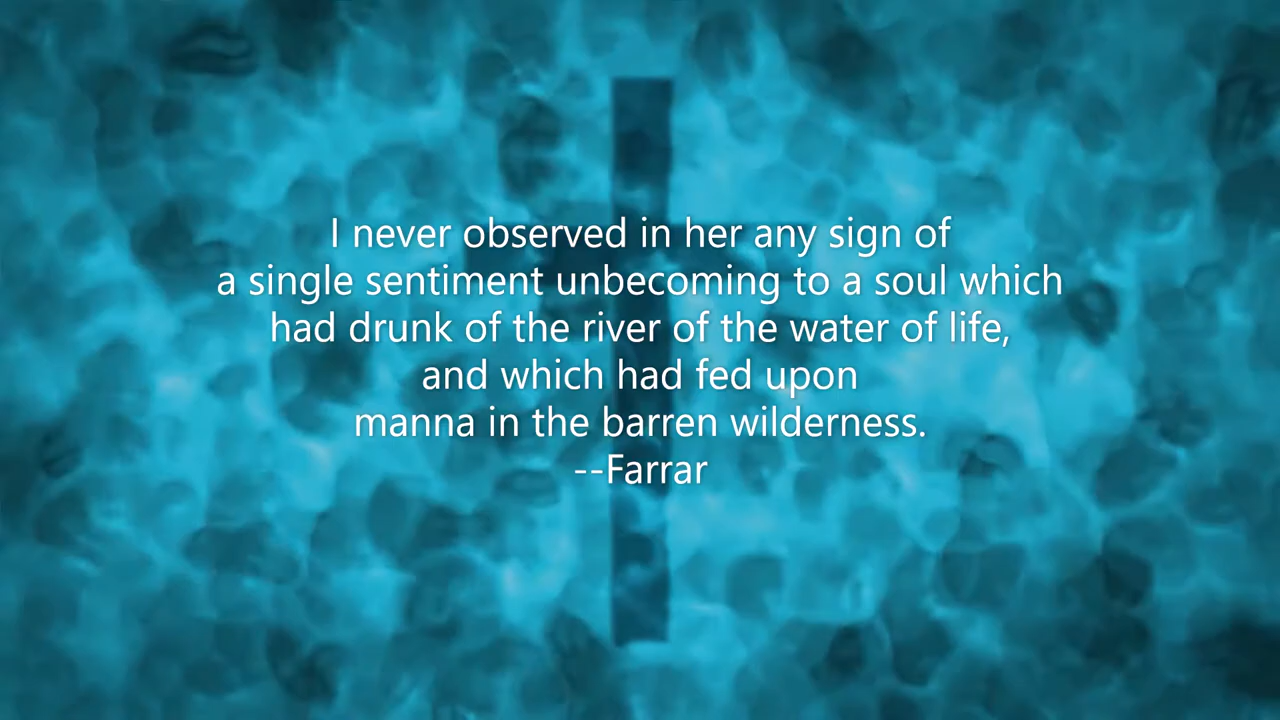 I never observed in her any sign of
a single sentiment unbecoming to a soul which
had drunk of the river of the water of life,
and which had fed upon
manna in the barren wilderness.
--Farrar